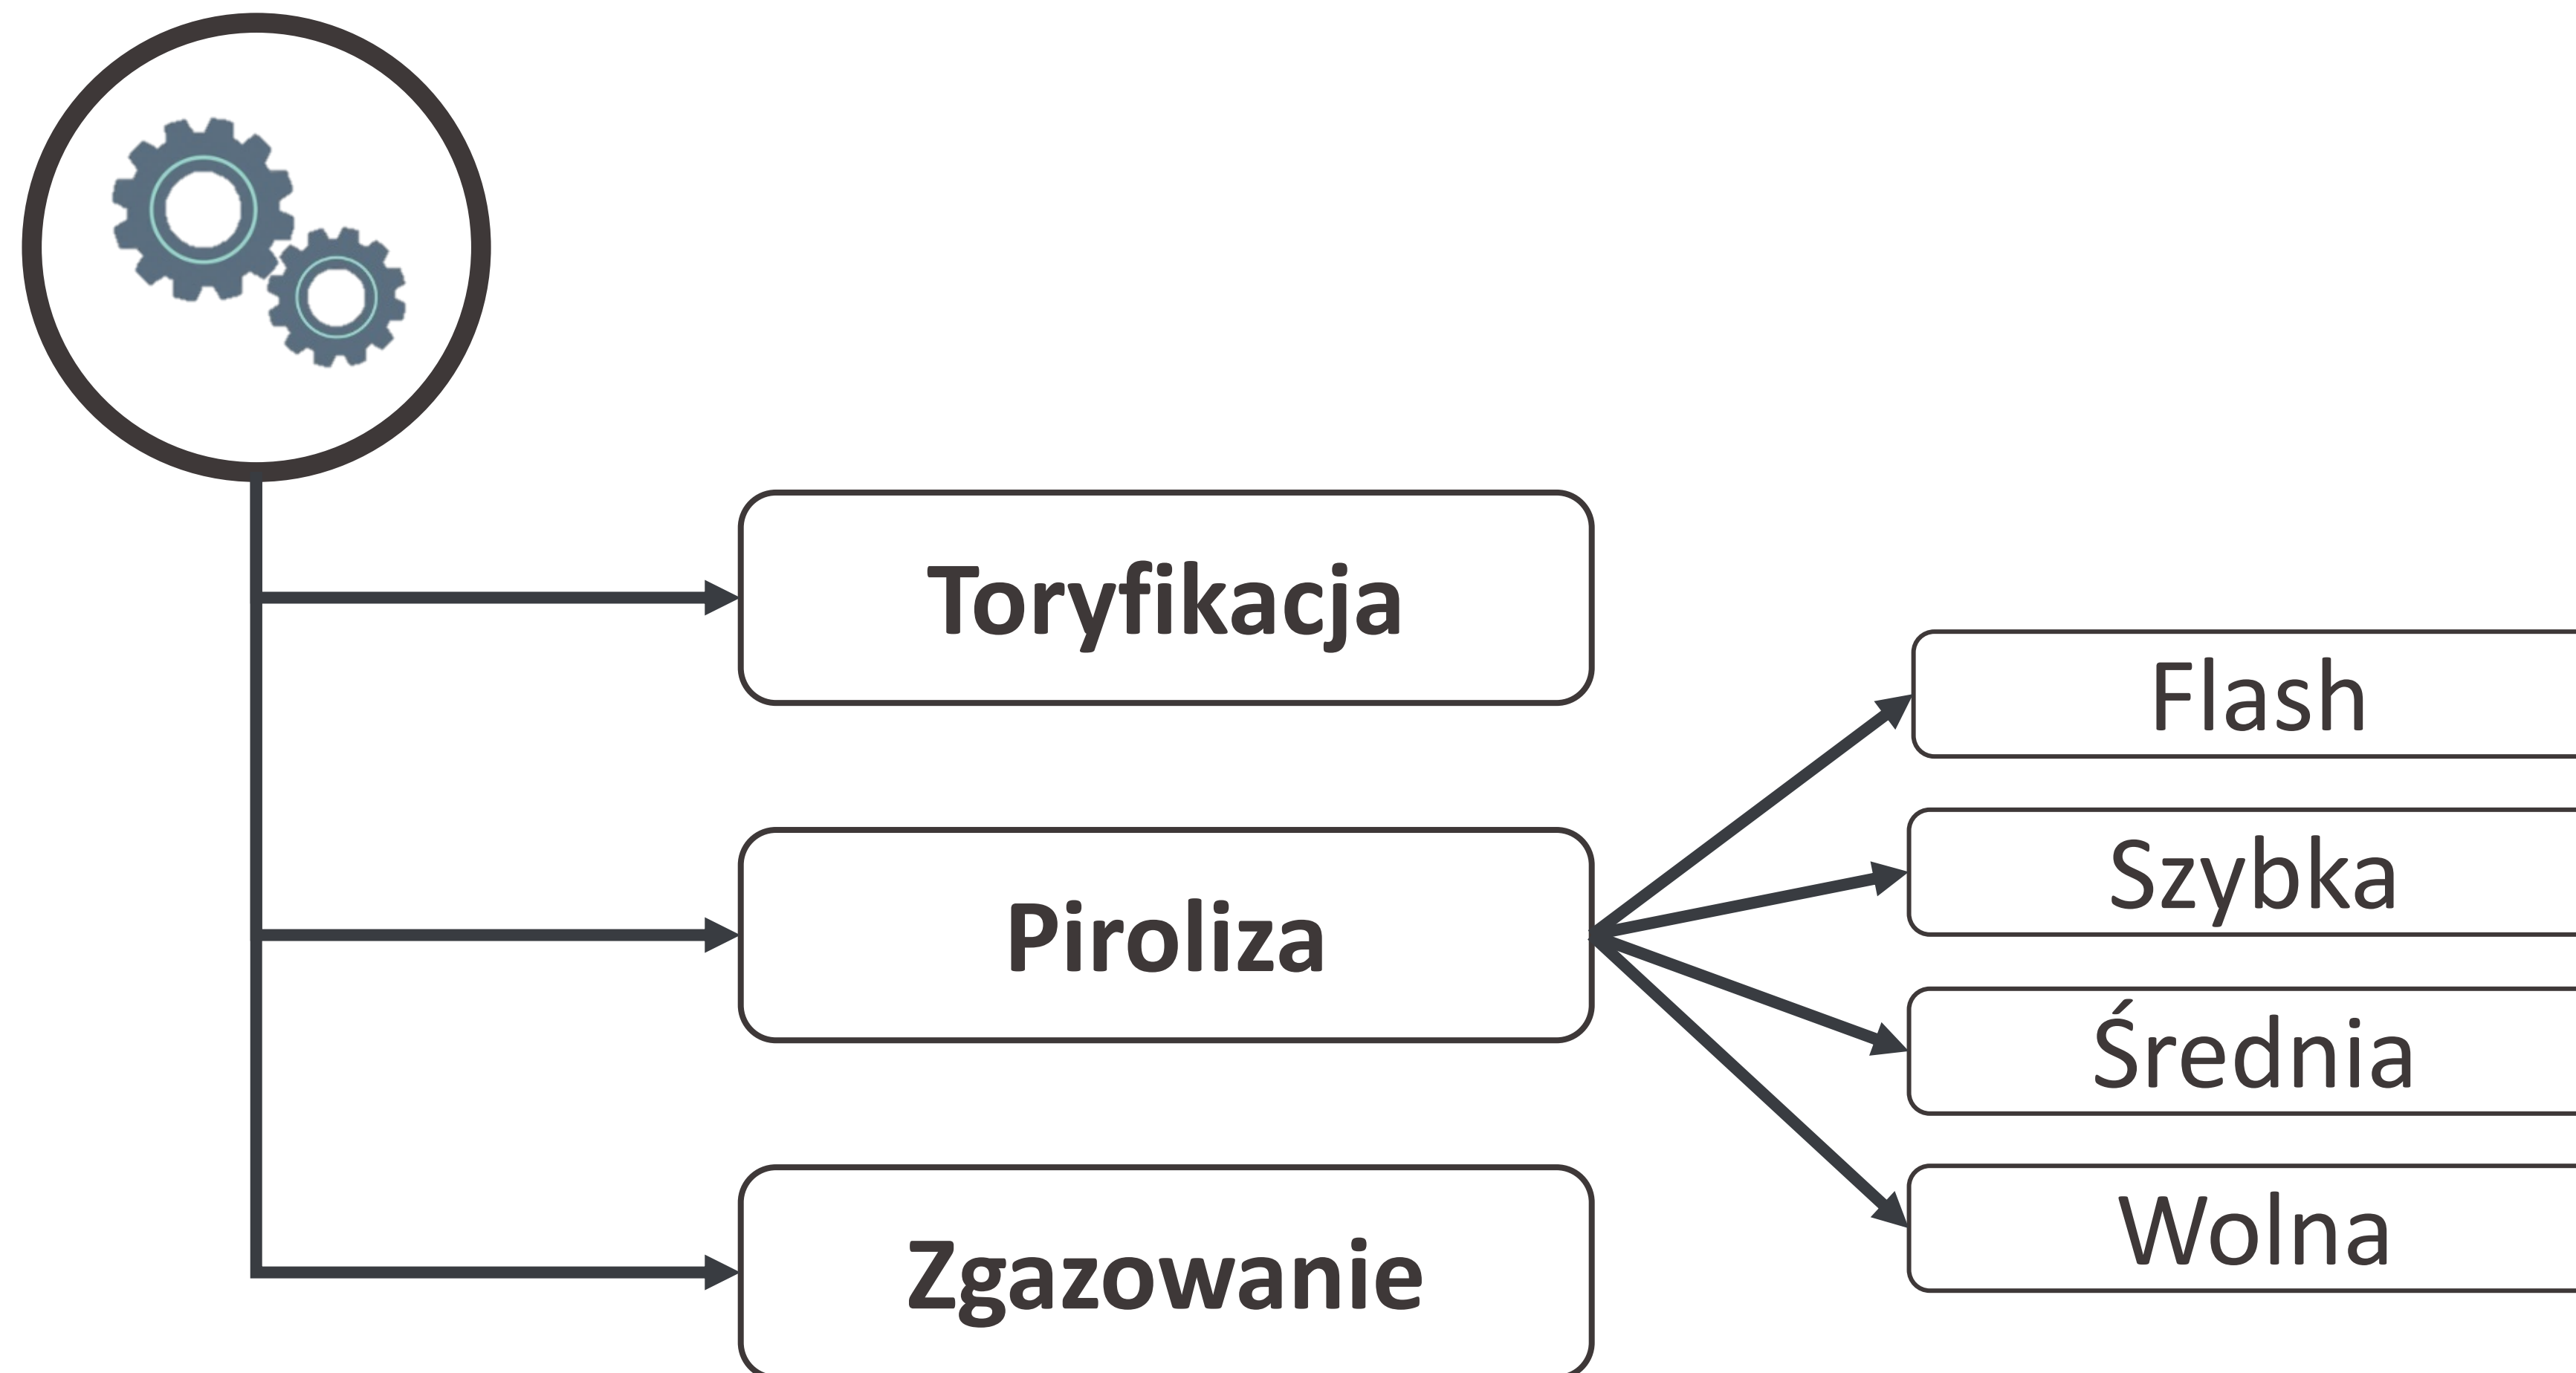 Toryfikacja
Piroliza
Zgazowanie
Flash
Szybka
Średnia
Wolna